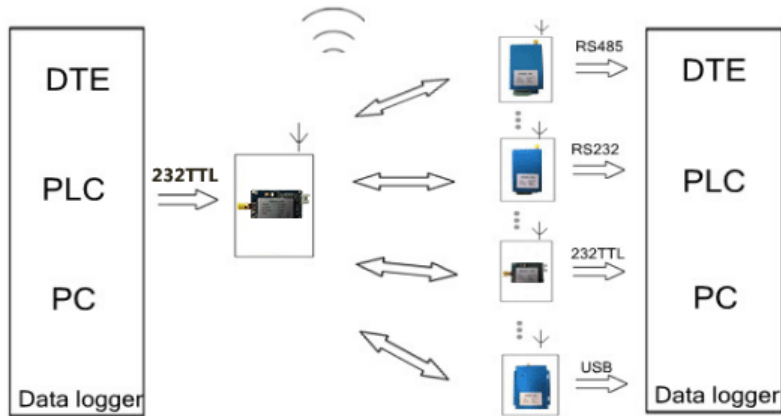 DTE
PLC
PC
Data logger
232TTL
RS485
RS232
232TTL
USB
DTE
PLC
PC
Data logger